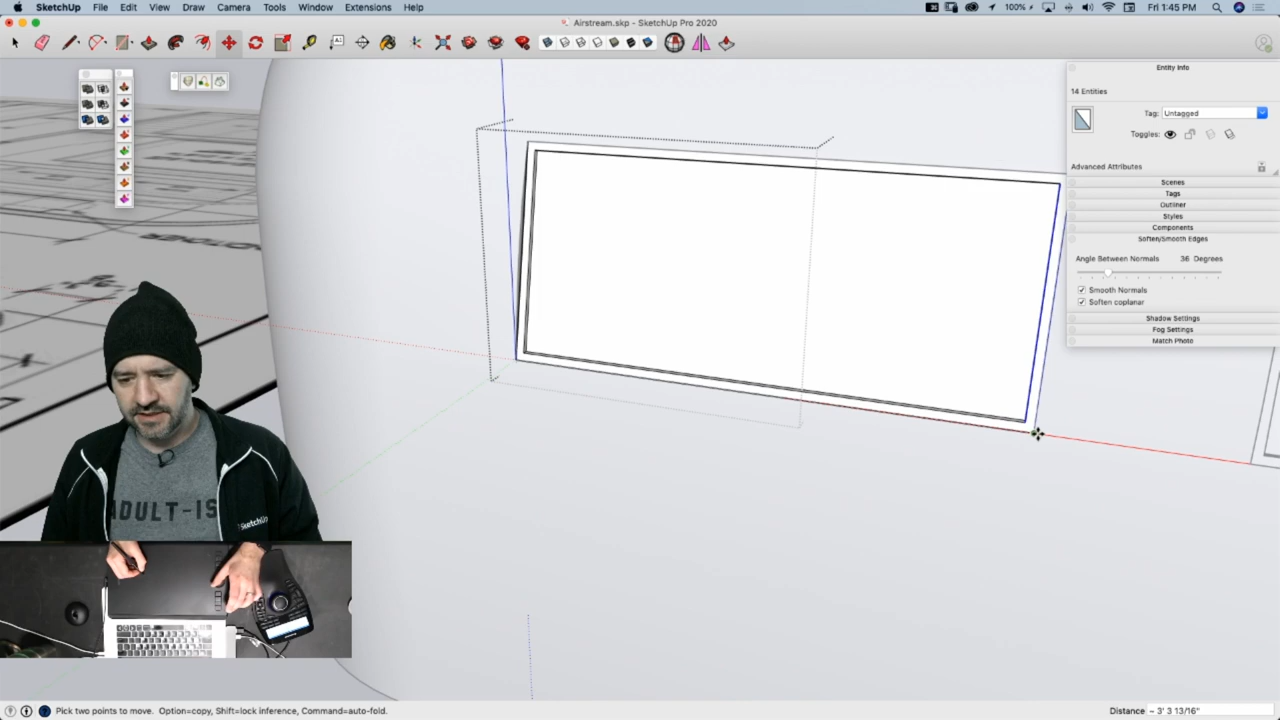 SketchUp File Edit View Draw Camera Tools Window Extensions Help 100% Fri 1:45 PM
Airstream.skp - SketchUp Pro 2020
Entity Info
14 Entities
Tag: Untagged
Toggles:
Advanced Attributes
Scenes
Tags
Outliner
Styles
Components
Soften/Smooth Edges
Angle Between Normals 36 Degrees
Smooth Normals
Soften coplanar
Shadow Settings
Fog Settings
Match Photo
ADULT-IS
SketchUp
Pick two points to move. Option=copy, Shift=lock inference, Command=auto-fold. Distance ~ 3' 3 13/16"